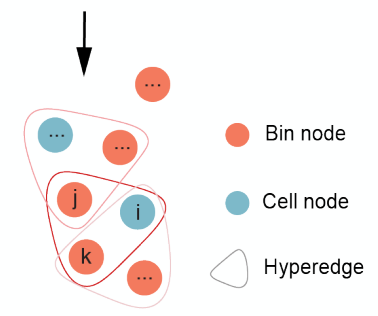 ...
...
...
j
i
k
...
Bin node
Cell node
Hyperedge